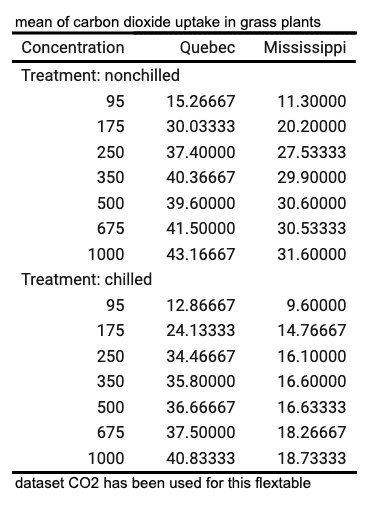 mean of carbon dioxide uptake in grass plants
Concentration Quebec Mississippi
Treatment: nonchilled
95 15.26667 11.30000
175 30.03333 20.20000
250 37.40000 27.53333
350 40.36667 29.90000
500 39.60000 30.60000
675 41.50000 30.53333
1000 43.16667 31.60000
Treatment: chilled
95 12.86667 9.60000
175 24.13333 14.76667
250 34.46667 16.10000
350 35.80000 16.60000
500 36.66667 16.63333
675 37.50000 18.26667
1000 40.83333 18.73333
dataset CO2 has been used for this flextable